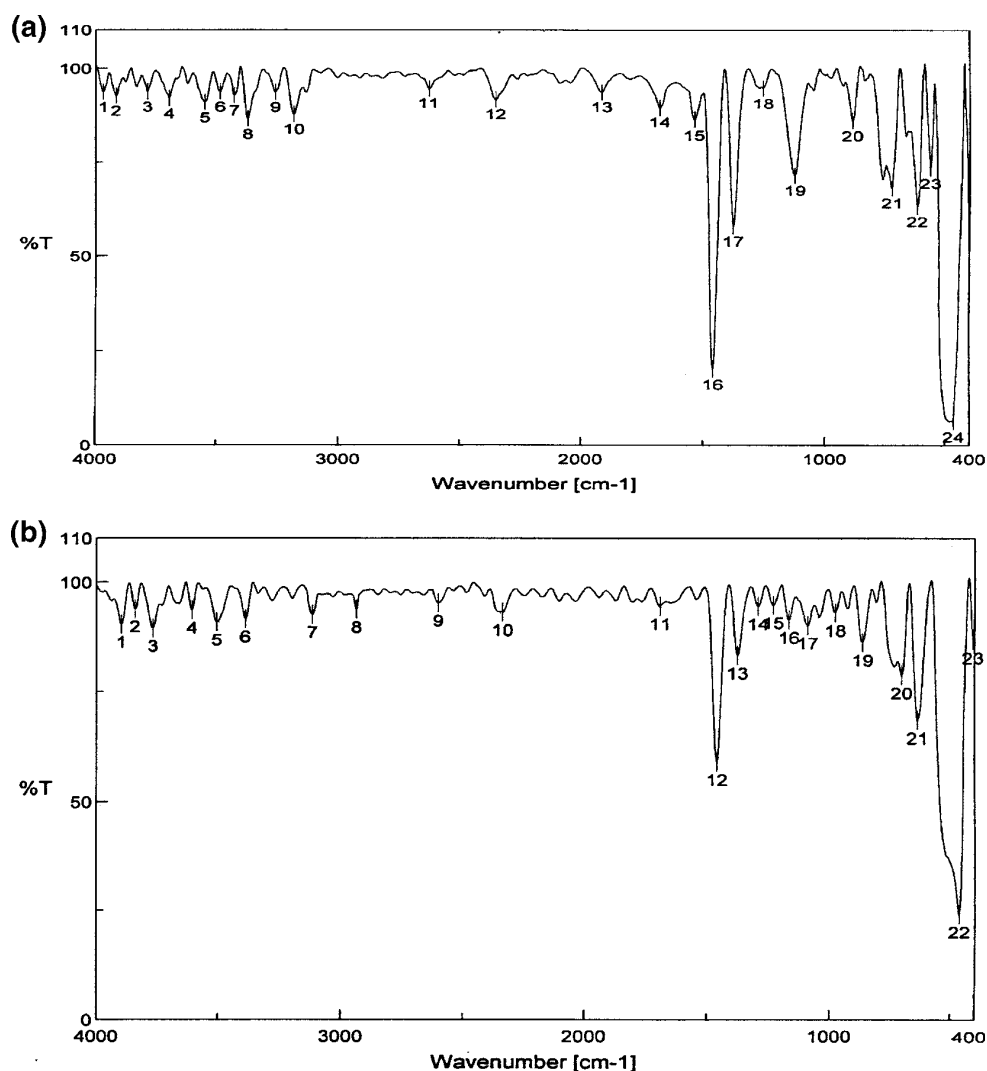 (a)
110
100
%T
50
0
1 2 3 4 5 6 7 8 9 10 11 12 13 14 15 16 17 18 19 20 21 22 23 24
4000 3000 2000 1000 400
Wavenumber [cm-1]
(b)
110
100
%T
50
0
1 2 3 4 5 6 7 8 9 10 11 12 13 14 15 16 17 18 19 20 21 22 23
4000 3000 2000 1000 400
Wavenumber [cm-1]